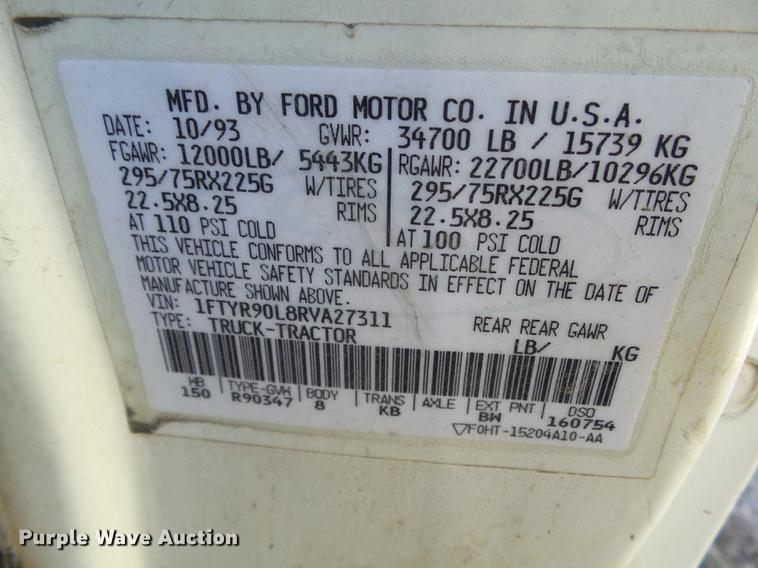 MFD. BY FORD MOTOR CO. IN U.S.A.
DATE: 10/93 GVWR: 34700 LB / 15739 KG
FGAWR: 12000LB/ 5443KG RGAWR: 22700LB/10296KG
295/75RX225G W/TIRES 295/75RX225G W/TIRES
22.5X8.25 RIMS 22.5X8.25 RIMS
AT 110 PSI COLD AT 100 PSI COLD
THIS VEHICLE CONFORMS TO ALL APPLICABLE FEDERAL
MOTOR VEHICLE SAFETY STANDARDS IN EFFECT ON THE DATE OF
MANUFACTURE SHOWN ABOVE.
VIN: 1FTYR90L8RVA27311 REAR REAR GAWR
TYPE: TRUCK-TRACTOR LB/ KG
WB TYPE-GVW BODY TRANS AXLE EXT PNT DSO
150 R90347 8 KB BW 160754
F0HT-15204A10-AA
Purple Wave Auction